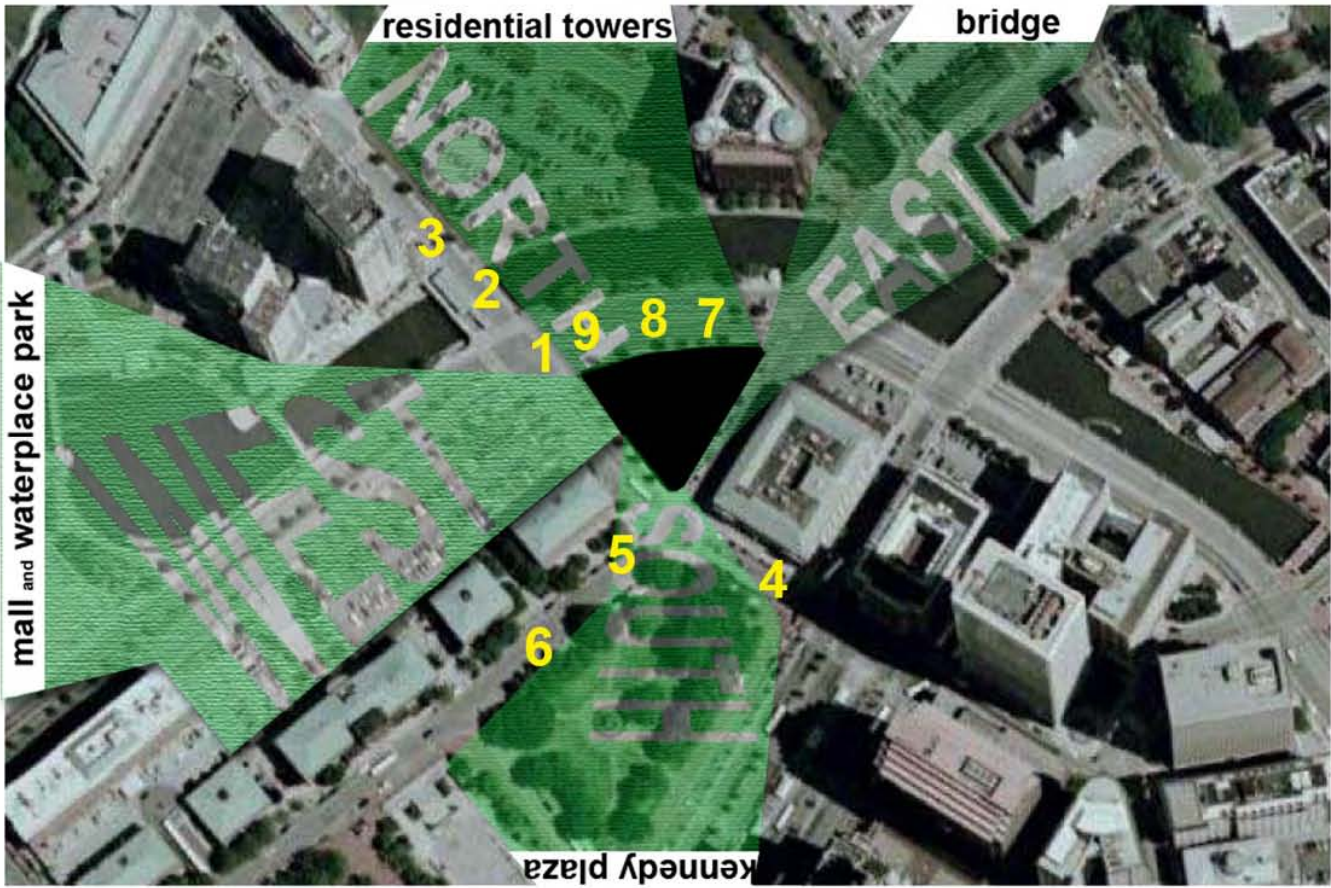 residential towers
bridge
NORTH
EAST
3
2
1
9
8
7
mall and waterplace park
WEST
SOUTH
5
4
6
kennedy plaza